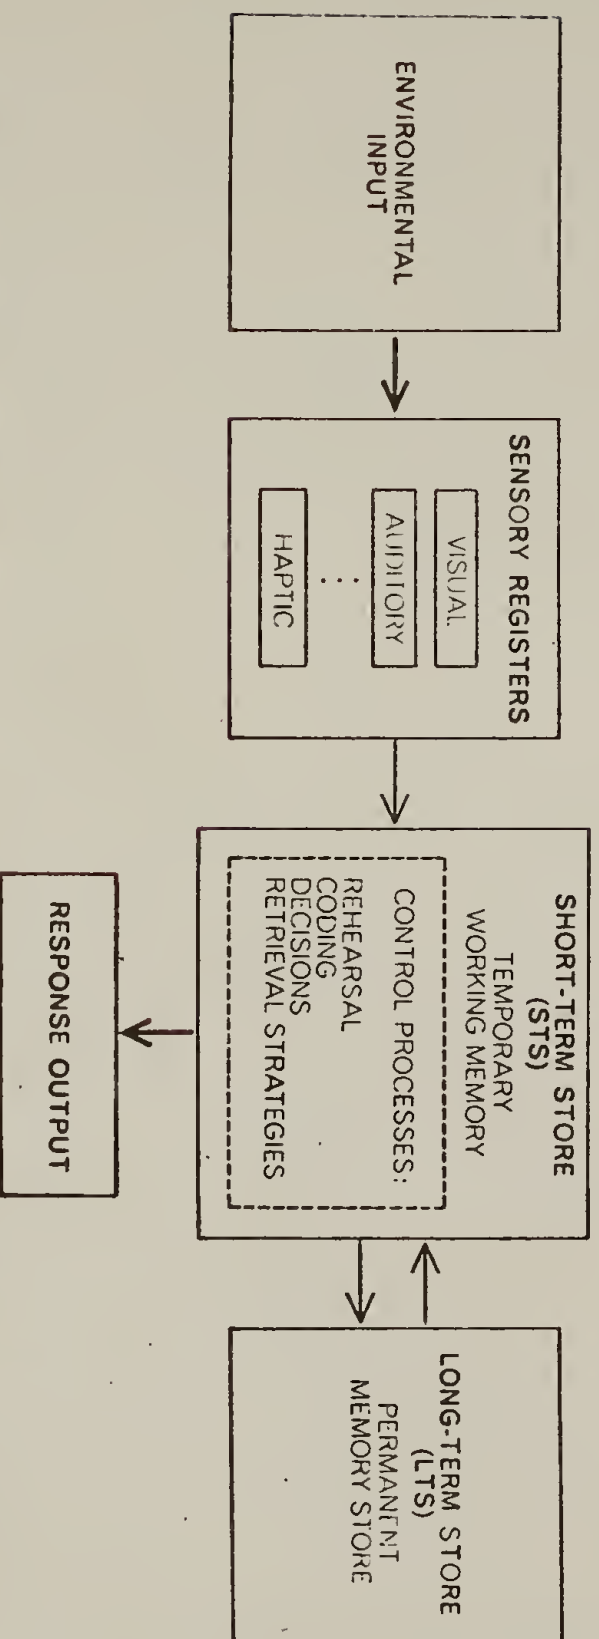 ENVIRONMENTAL
INPUT
SENSORY REGISTERS
VISUAL
AUDITORY
...
HAPTIC
SHORT-TERM STORE
(STS)
TEMPORARY
WORKING MEMORY
CONTROL PROCESSES:
REHEARSAL
CODING
DECISIONS
RETRIEVAL STRATEGIES
RESPONSE OUTPUT
LONG-TERM STORE
(LTS)
PERMANENT
MEMORY STORE